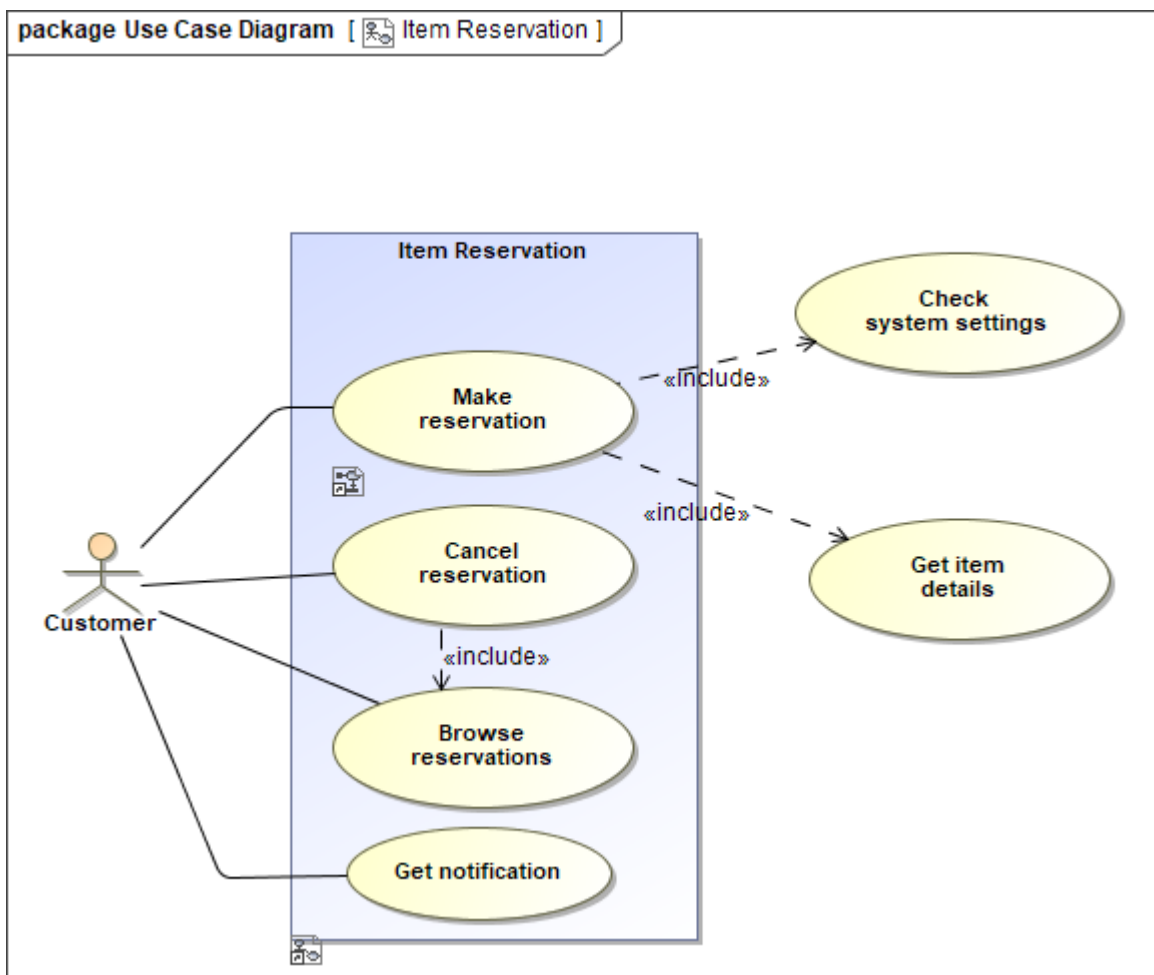 package Use Case Diagram [ Item Reservation ]
Item Reservation
Check
system settings
Make
reservation
«include»
«include»
Cancel
reservation
Get item
details
Customer
«include»
Browse
reservations
Get notification